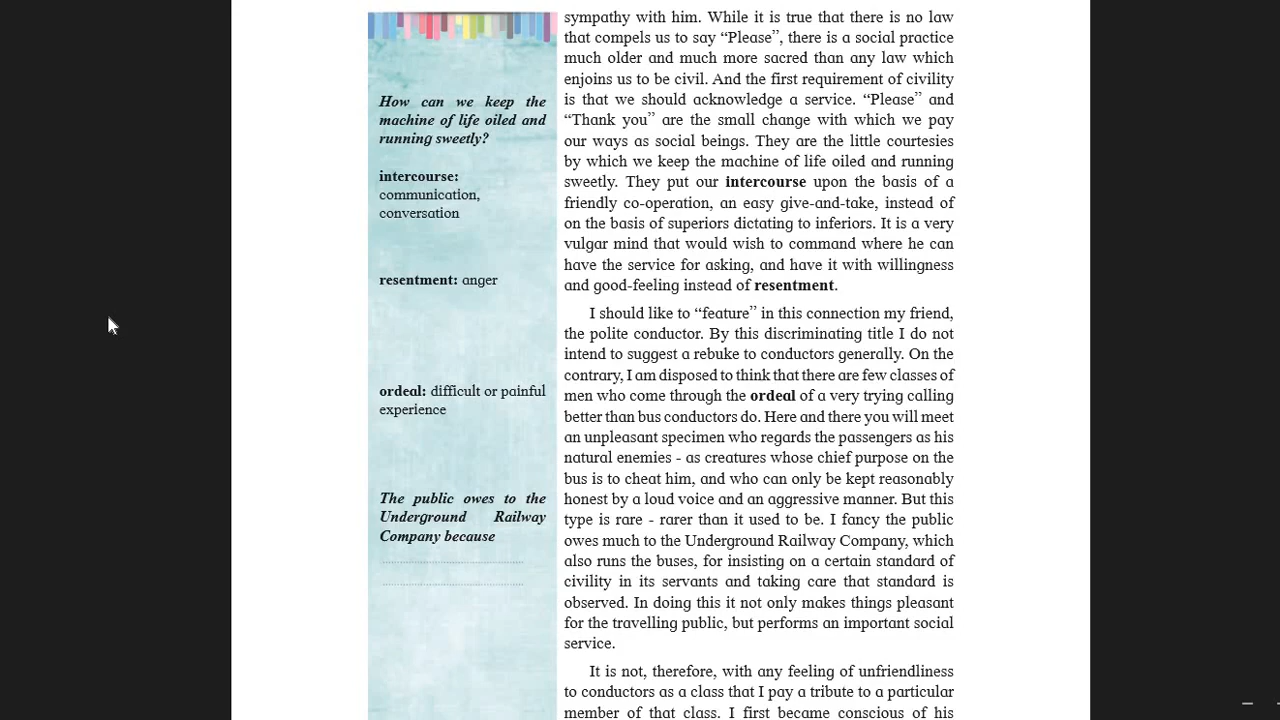 How can we keep the
machine of life oiled and
running sweetly?
intercourse:
communication,
conversation
resentment: anger
ordeal: difficult or painful
experience
The public owes to the
Underground Railway
Company because
sympathy with him. While it is true that there is no law
that compels us to say “Please”, there is a social practice
much older and much more sacred than any law which
enjoins us to be civil. And the first requirement of civility
is that we should acknowledge a service. “Please” and
“Thank you” are the small change with which we pay
our ways as social beings. They are the little courtesies
by which we keep the machine of life oiled and running
sweetly. They put our intercourse upon the basis of a
friendly co-operation, an easy give-and-take, instead of
on the basis of superiors dictating to inferiors. It is a very
vulgar mind that would wish to command where he can
have the service for asking, and have it with willingness
and good-feeling instead of resentment.
I should like to “feature” in this connection my friend,
the polite conductor. By this discriminating title I do not
intend to suggest a rebuke to conductors generally. On the
contrary, I am disposed to think that there are few classes of
men who come through the ordeal of a very trying calling
better than bus conductors do. Here and there you will meet
an unpleasant specimen who regards the passengers as his
natural enemies - as creatures whose chief purpose on the
bus is to cheat him, and who can only be kept reasonably
honest by a loud voice and an aggressive manner. But this
type is rare - rarer than it used to be. I fancy the public
owes much to the Underground Railway Company, which
also runs the buses, for insisting on a certain standard of
civility in its servants and taking care that standard is
observed. In doing this it not only makes things pleasant
for the travelling public, but performs an important social
service.
It is not, therefore, with any feeling of unfriendliness
to conductors as a class that I pay a tribute to a particular
member of that class. I first became conscious of his